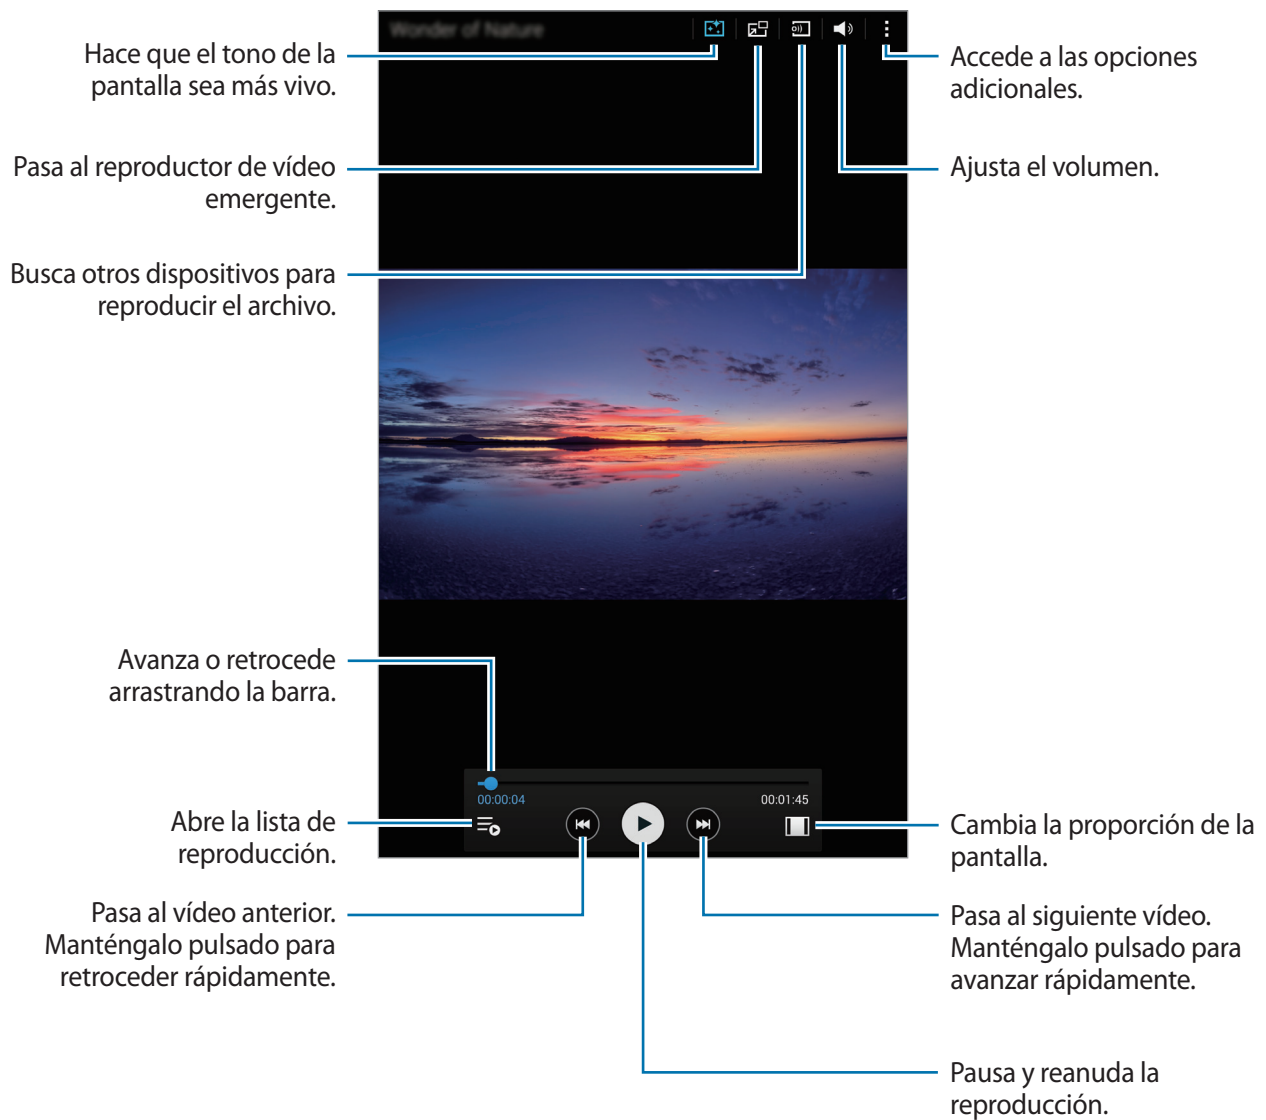 Wonder of Nature
Hace que el tono de la
pantalla sea más vivo.
Accede a las opciones
adicionales.
Pasa al reproductor de vídeo
emergente.
Ajusta el volumen.
Busca otros dispositivos para
reproducir el archivo.
Avanza o retrocede
arrastrando la barra.
00:00:04
00:01:45
Abre la lista de
reproducción.
Cambia la proporción de la
pantalla.
Pasa al vídeo anterior.
Manténgalo pulsado para
retroceder rápidamente.
Pasa al siguiente vídeo.
Manténgalo pulsado para
avanzar rápidamente.
Pausa y reanuda la
reproducción.